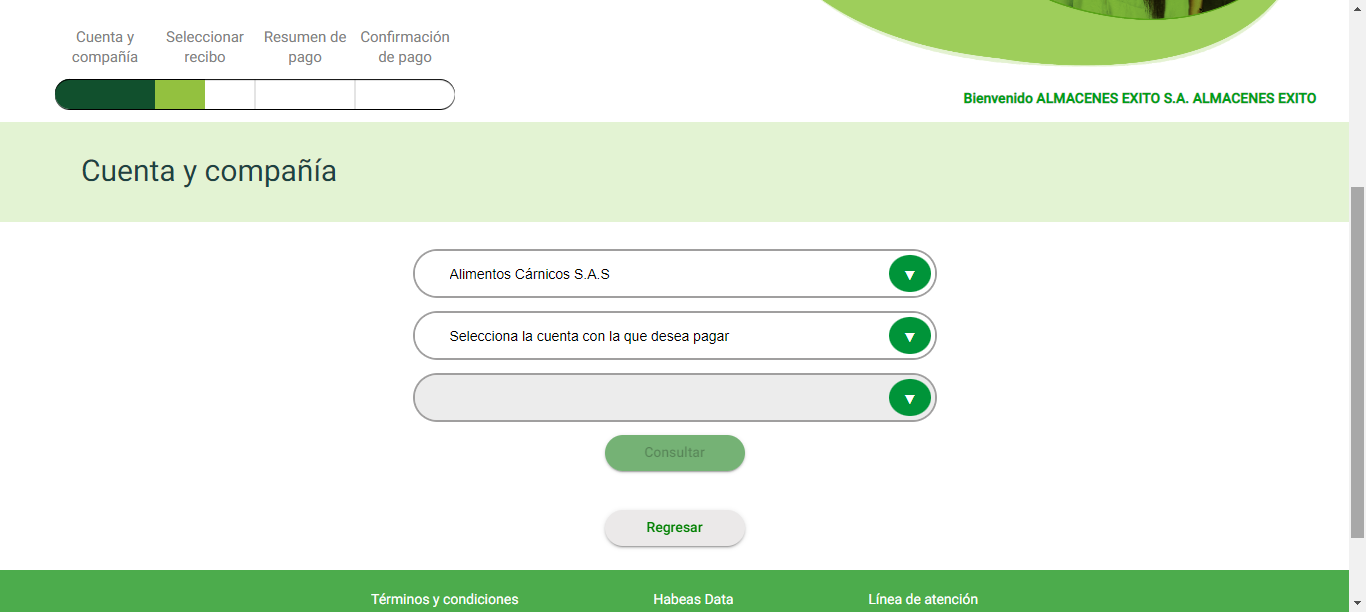 Cuenta y compañía
Seleccionar recibo
Resumen de pago
Confirmación de pago
Bienvenido ALMACENES EXITO S.A. ALMACENES EXITO
Cuenta y compañía
Alimentos Cárnicos S.A.S
Selecciona la cuenta con la que desea pagar
Consultar
Regresar
Términos y condiciones
Habeas Data
Línea de atención